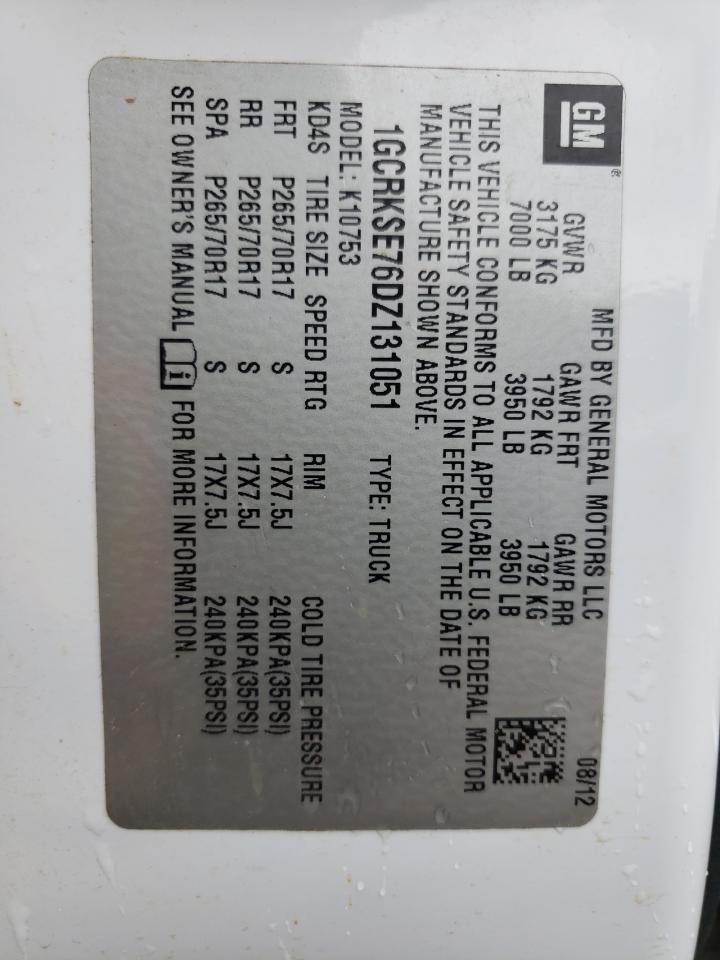 GM®
MFD BY GENERAL MOTORS LLC 08/12
GVWR GAWR FRT GAWR RR
3175 KG 1792 KG 1792 KG
7000 LB 3950 LB 3950 LB
THIS VEHICLE CONFORMS TO ALL APPLICABLE U.S. FEDERAL MOTOR
VEHICLE SAFETY STANDARDS IN EFFECT ON THE DATE OF
MANUFACTURE SHOWN ABOVE.
1GCRKSE76DZ131051 TYPE: TRUCK
MODEL: K10753
KD4S TIRE SIZE SPEED RTG RIM COLD TIRE PRESSURE
FRT P265/70R17 S 17X7.5J 240KPA(35PSI)
RR P265/70R17 S 17X7.5J 240KPA(35PSI)
SPA P265/70R17 S 17X7.5J 240KPA(35PSI)
SEE OWNER'S MANUAL i FOR MORE INFORMATION.